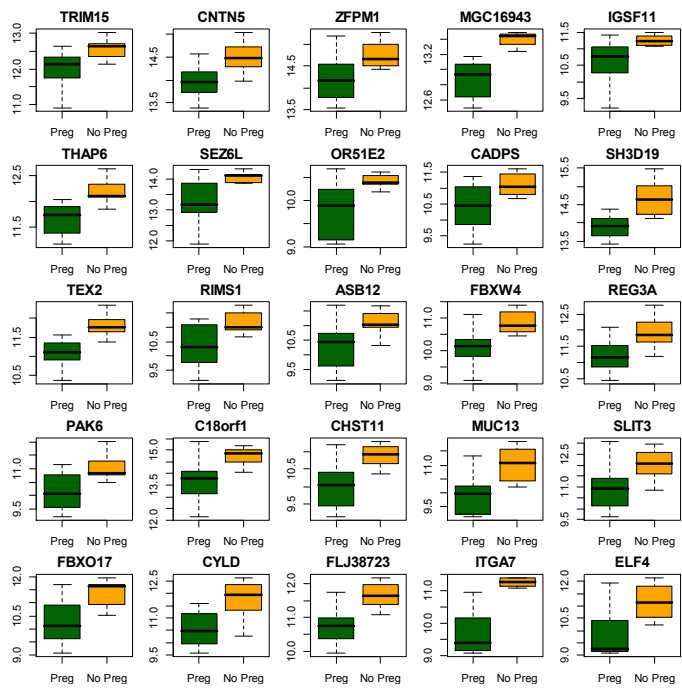 TRIM15 CNTN5 ZFPM1 MGC16943 IGSF11
11.0 12.0 13.0 13.5 14.5 13.5 14.5 12.6 13.2 9.5 10.5 11.5
Preg No Preg Preg No Preg Preg No Preg Preg No Preg Preg No Preg
THAP6 SEZ6L OR51E2 CADPS SH3D19
11.5 12.5 12.0 13.0 14.0 9.0 10.0 9.5 10.5 11.5 13.5 14.5 15.5
Preg No Preg Preg No Preg Preg No Preg Preg No Preg Preg No Preg
TEX2 RIMS1 ASB12 FBXW4 REG3A
10.5 11.5 9.5 10.5 9.5 10.5 11.5 9.0 10.0 11.0 10.5 11.5 12.5
Preg No Preg Preg No Preg Preg No Preg Preg No Preg Preg No Preg
PAK6 C18orf1 CHST11 MUC13 SLIT3
9.5 11.0 12.0 13.5 15.0 9.5 10.5 9.5 11.0 9.5 11.0 12.5
Preg No Preg Preg No Preg Preg No Preg Preg No Preg Preg No Preg
FBXO17 CYLD FLJ38723 ITGA7 ELF4
9.0 10.0 11.0 12.0 9.5 10.5 11.5 12.5 10.0 11.0 12.0 9.0 10.0 11.0 9.0 10.0 11.0 12.0
Preg No Preg Preg No Preg Preg No Preg Preg No Preg Preg No Preg